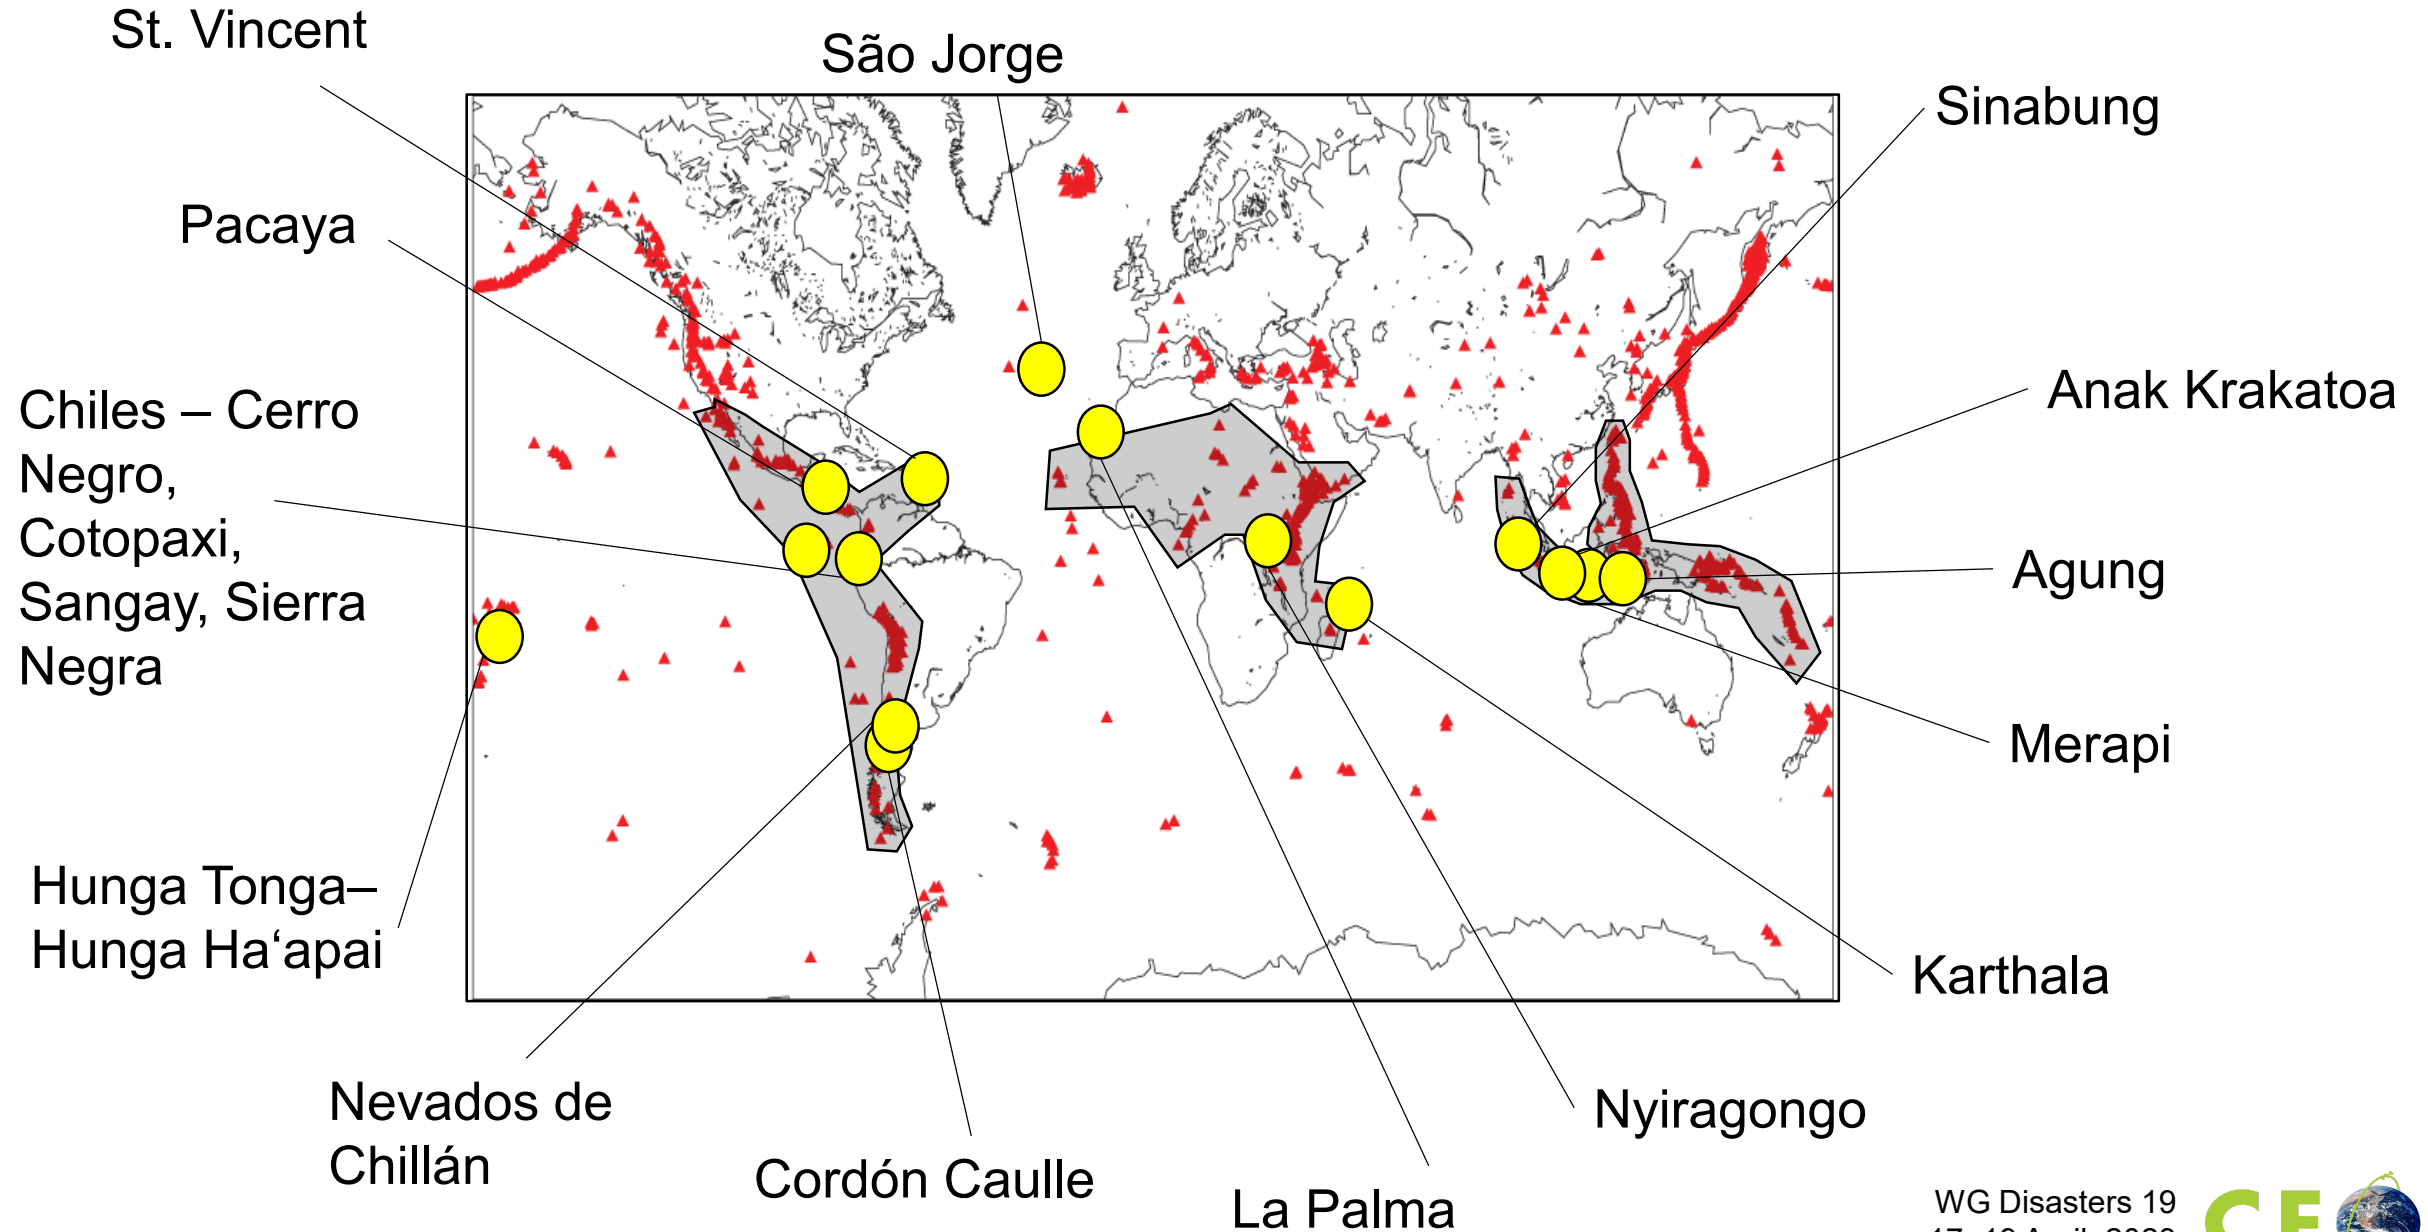 St. Vincent
São Jorge
Sinabung
Pacaya
Anak Krakatoa
Chiles – Cerro
Negro,
Cotopaxi,
Sangay, Sierra
Negra
Agung
Merapi
Hunga Tonga–
Hunga Ha‘apai
Karthala
Nevados de
Chillán
Nyiragongo
Cordón Caulle
La Palma
WG Disasters 19